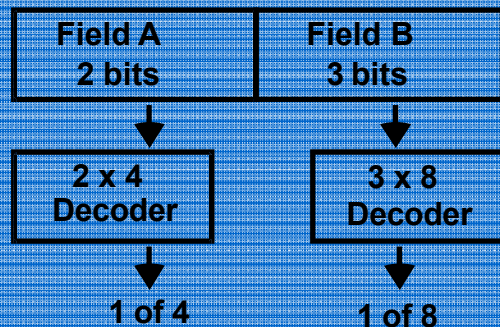 Field A
2 bits
Field B
3 bits
2 x 4
Decoder
3 x 8
Decoder
1 of 4
1 of 8